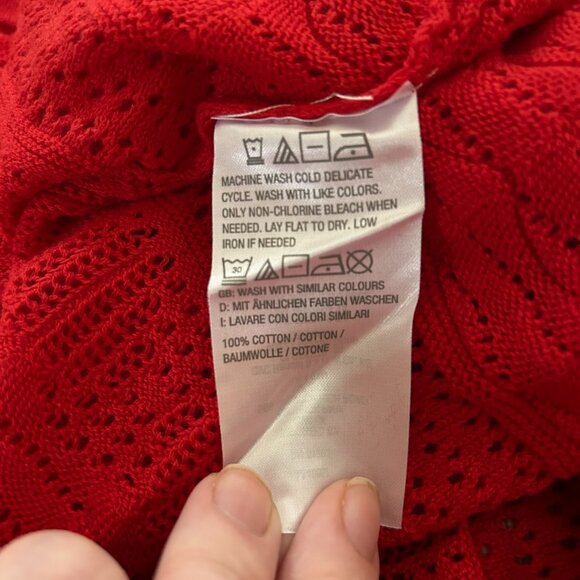 MACHINE WASH COLD DELICATE
CYCLE. WASH WITH LIKE COLORS.
ONLY NON-CHLORINE BLEACH WHEN
NEEDED. LAY FLAT TO DRY. LOW
IRON IF NEEDED
30
GB: WASH WITH SIMILAR COLOURS
D: MIT ÄHNLICHEN FARBEN WASCHEN
I: LAVARE CON COLORI SIMILARI
100% COTTON / COTTON /
BAUMWOLLE / COTONE